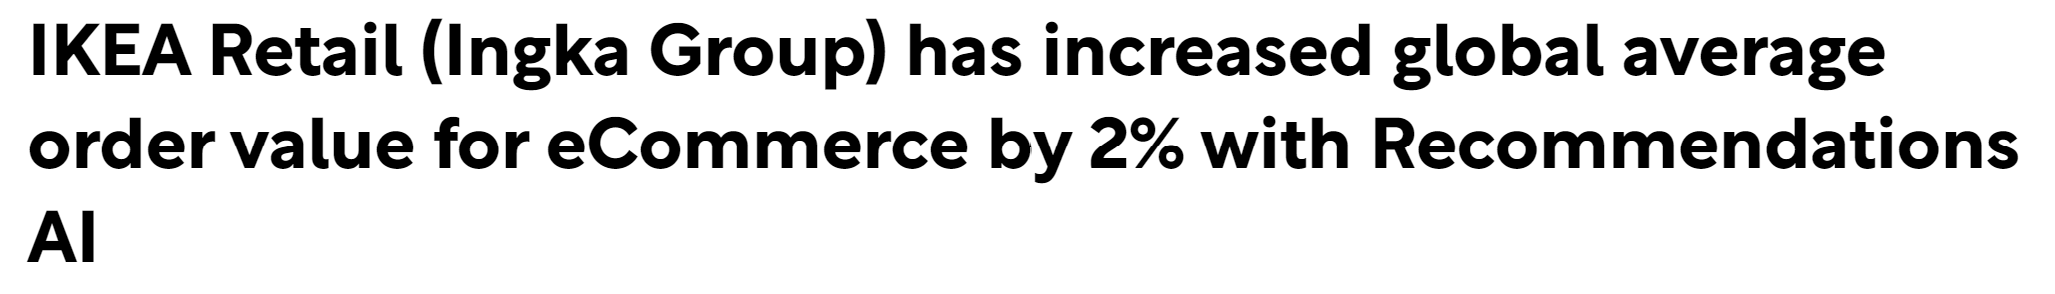 IKEA Retail (Ingka Group) has increased global average
order value for eCommerce by 2% with Recommendations
AI